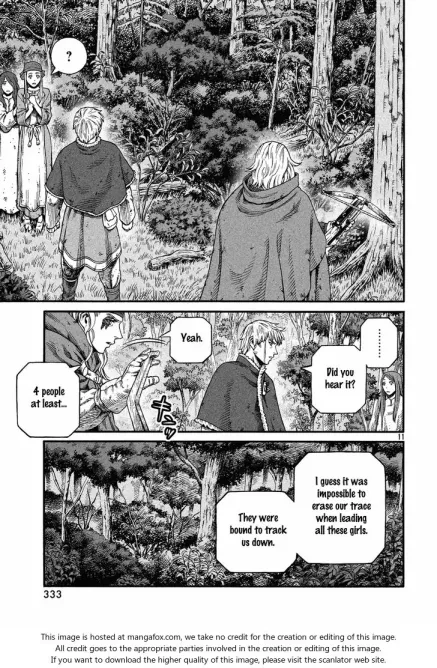 ?
.......
Did you
hear it?
Yeah.
4 people
at least...
11
I guess it was
impossible to
erase our trace
when leading
all these girls.
They were
bound to track
us down.
333
This image is hosted at mangafox.com, we take no credit for the creation or editing of this image.
All credit goes to the appropriate parties involved in the creation or editing of this image.
If you want to download the higher quality of this image, please visit the scanlator web site.